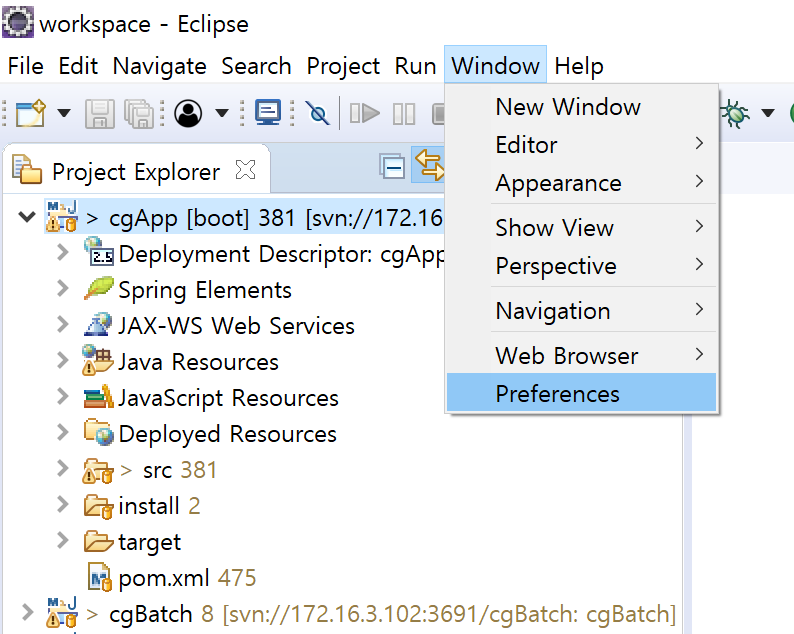 workspace - Eclipse
File Edit Navigate Search Project Run Window Help
New Window
Editor
Appearance
Show View
Perspective
Navigation
Web Browser
Preferences
Project Explorer
> cgApp [boot] 381 [svn://172.16
Deployment Descriptor: cgApp
2.5
Spring Elements
JAX-WS Web Services
Java Resources
JavaScript Resources
Deployed Resources
> src 381
install 2
target
pom.xml 475
> cgBatch 8 [svn://172.16.3.102:3691/cgBatch: cgBatch]